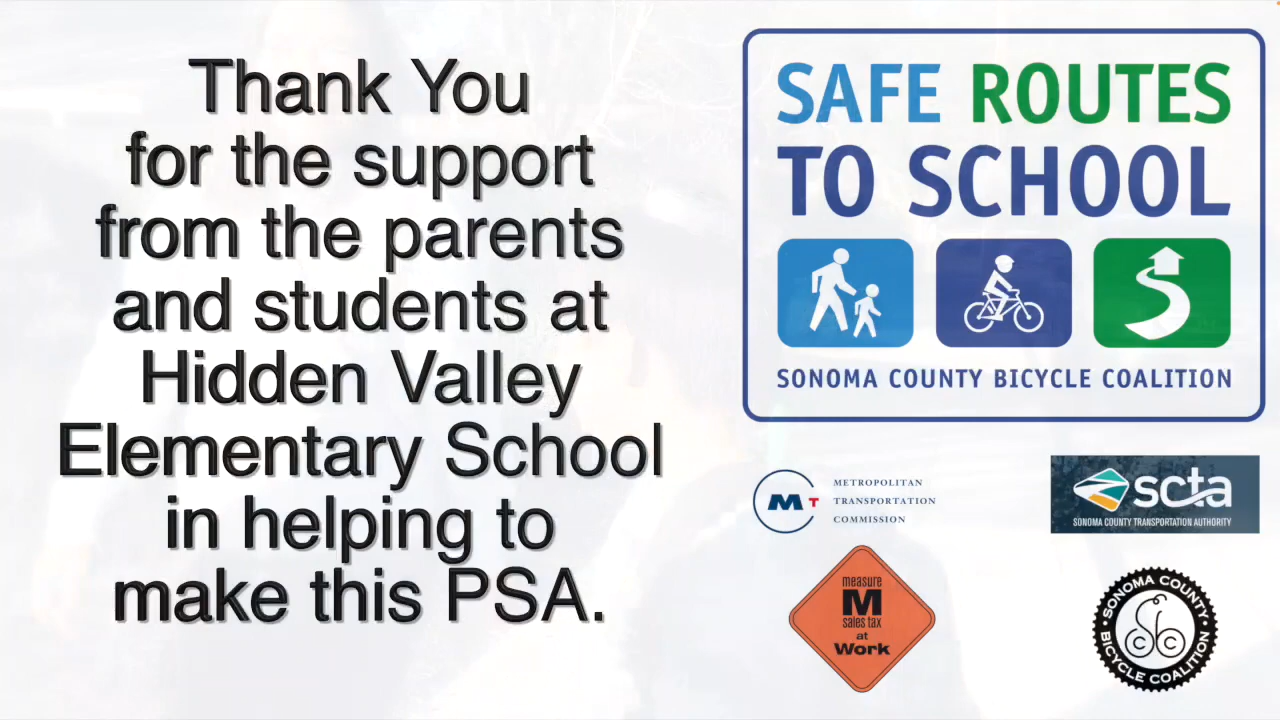 Thank You
for the support
from the parents
and students at
Hidden Valley
Elementary School
in helping to
make this PSA.
SAFE ROUTES
TO SCHOOL
SONOMA COUNTY BICYCLE COALITION
MT
METROPOLITAN
TRANSPORTATION
COMMISSION
scta
SONOMA COUNTY TRANSPORTATION AUTHORITY
measure
M
sales tax
at
Work
SONOMA COUNTY
BICYCLE COALITION